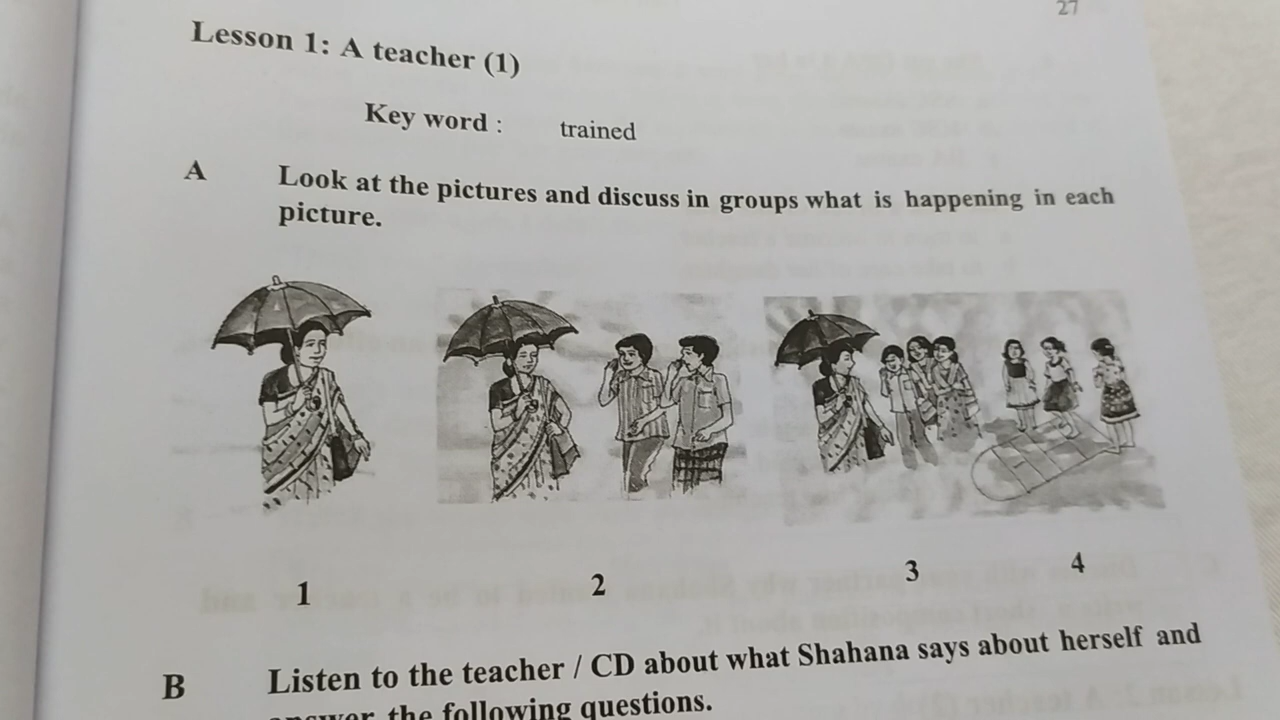 27
Lesson 1: A teacher (1)
Key word : trained
A Look at the pictures and discuss in groups what is happening in each
picture.
1 2 3 4
B Listen to the teacher / CD about what Shahana says about herself and
answer the following questions.